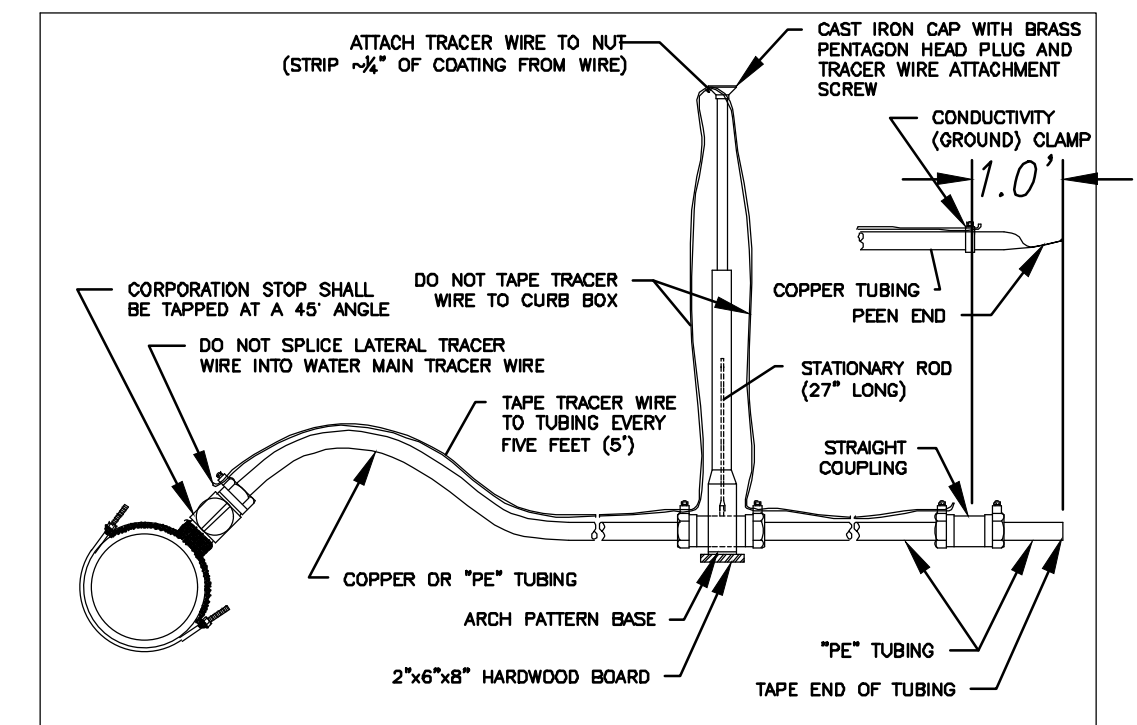 ATTACH TRACER WIRE TO NUT
(STRIP ~¼" OF COATING FROM WIRE)
CAST IRON CAP WITH BRASS
PENTAGON HEAD PLUG AND
TRACER WIRE ATTACHMENT
SCREW
CONDUCTIVITY
(GROUND) CLAMP
1.0'
CORPORATION STOP SHALL
BE TAPPED AT A 45° ANGLE
DO NOT TAPE TRACER
WIRE TO CURB BOX
COPPER TUBING
PEEN END
DO NOT SPLICE LATERAL TRACER
WIRE INTO WATER MAIN TRACER WIRE
STATIONARY ROD
(27" LONG)
TAPE TRACER WIRE
TO TUBING EVERY
FIVE FEET (5')
STRAIGHT
COUPLING
COPPER OR "PE" TUBING
ARCH PATTERN BASE
"PE" TUBING
2"x6"x8" HARDWOOD BOARD
TAPE END OF TUBING